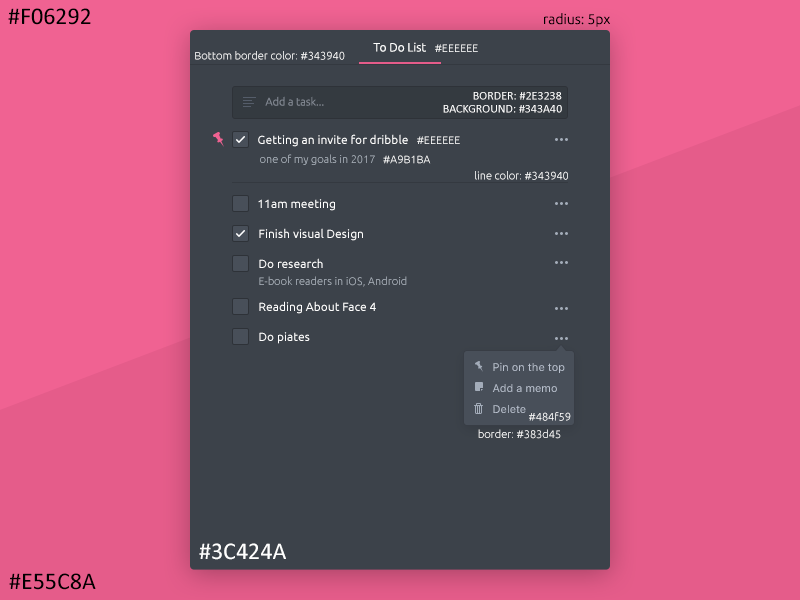 #F06292
radius: 5px
Bottom border color: #343940
To Do List #EEEEEE
Add a task...
BORDER: #2E3238
BACKGROUND: #343A40
Getting an invite for dribble #EEEEEE
one of my goals in 2017 #A9B1BA
line color: #343940
11am meeting
Finish visual Design
Do research
E-book readers in iOS, Android
Reading About Face 4
Do piates
Pin on the top
Add a memo
Delete
#484f59
border: #383d45
#3C424A
#E55C8A